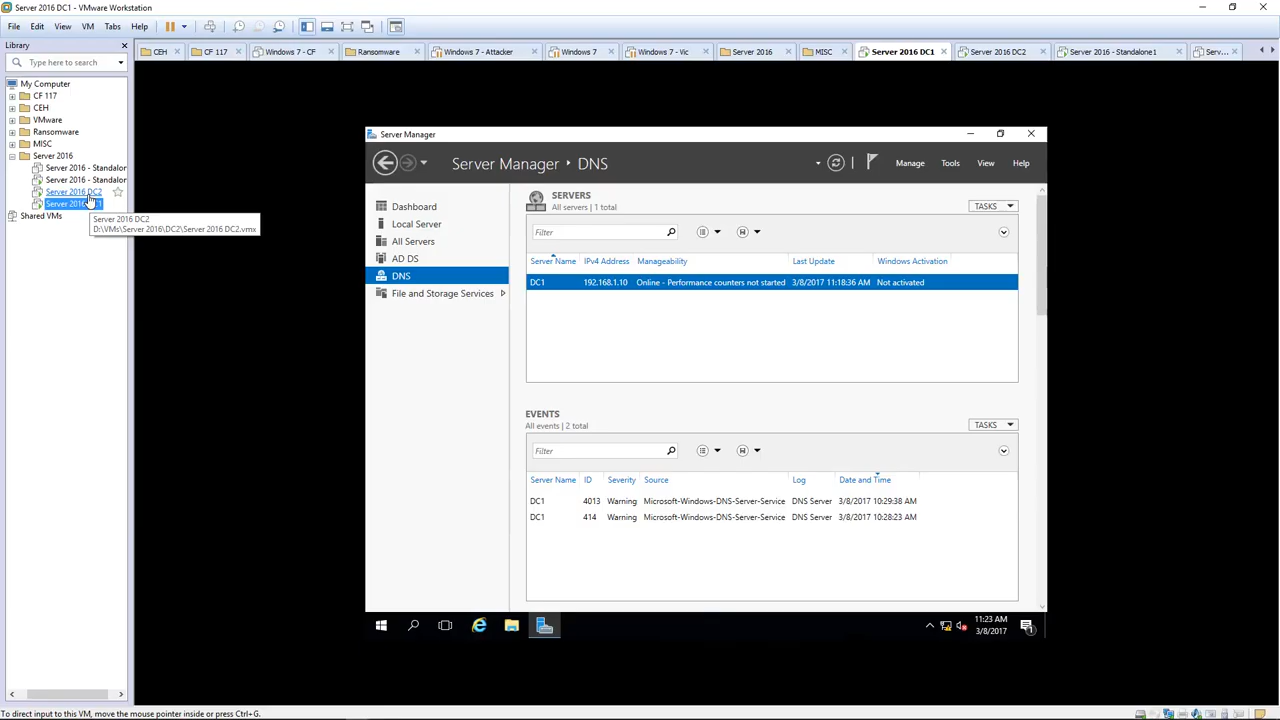 Server 2016 DC1 - VMware Workstation
File Edit View VM Tabs Help
Library
Type here to search
My Computer
CF 117
CEH
VMware
Ransomware
MISC
Server 2016
Server 2016 - Standalor
Server 2016 - Standalor
Server 2016 DC2
Server 2016
Shared VMs
Server 2016 DC2
D:\VMs\Server 2016\DC2\Server 2016 DC2.vmx
CEH CF 117 Windows 7 - CF Ransomware Windows 7 - Attacker Windows 7 Windows 7 - Vic Server 2016 MISC Server 2016 DC1 Server 2016 DC2 Server 2016 - Standalone1 Serv...
Server Manager
Server Manager DNS
Manage Tools View Help
Dashboard
Local Server
All Servers
AD DS
DNS
File and Storage Services
SERVERS
All servers | 1 total
TASKS
Filter
Server Name IPv4 Address Manageability Last Update Windows Activation
DC1 192.168.1.10 Online - Performance counters not started 3/8/2017 11:18:36 AM Not activated
EVENTS
All events | 2 total
TASKS
Filter
Server Name ID Severity Source Log Date and Time
DC1 4013 Warning Microsoft-Windows-DNS-Server-Service DNS Server 3/8/2017 10:29:38 AM
DC1 414 Warning Microsoft-Windows-DNS-Server-Service DNS Server 3/8/2017 10:28:23 AM
11:23 AM
3/8/2017
1
To direct input to this VM, move the mouse pointer inside or press Ctrl+G.